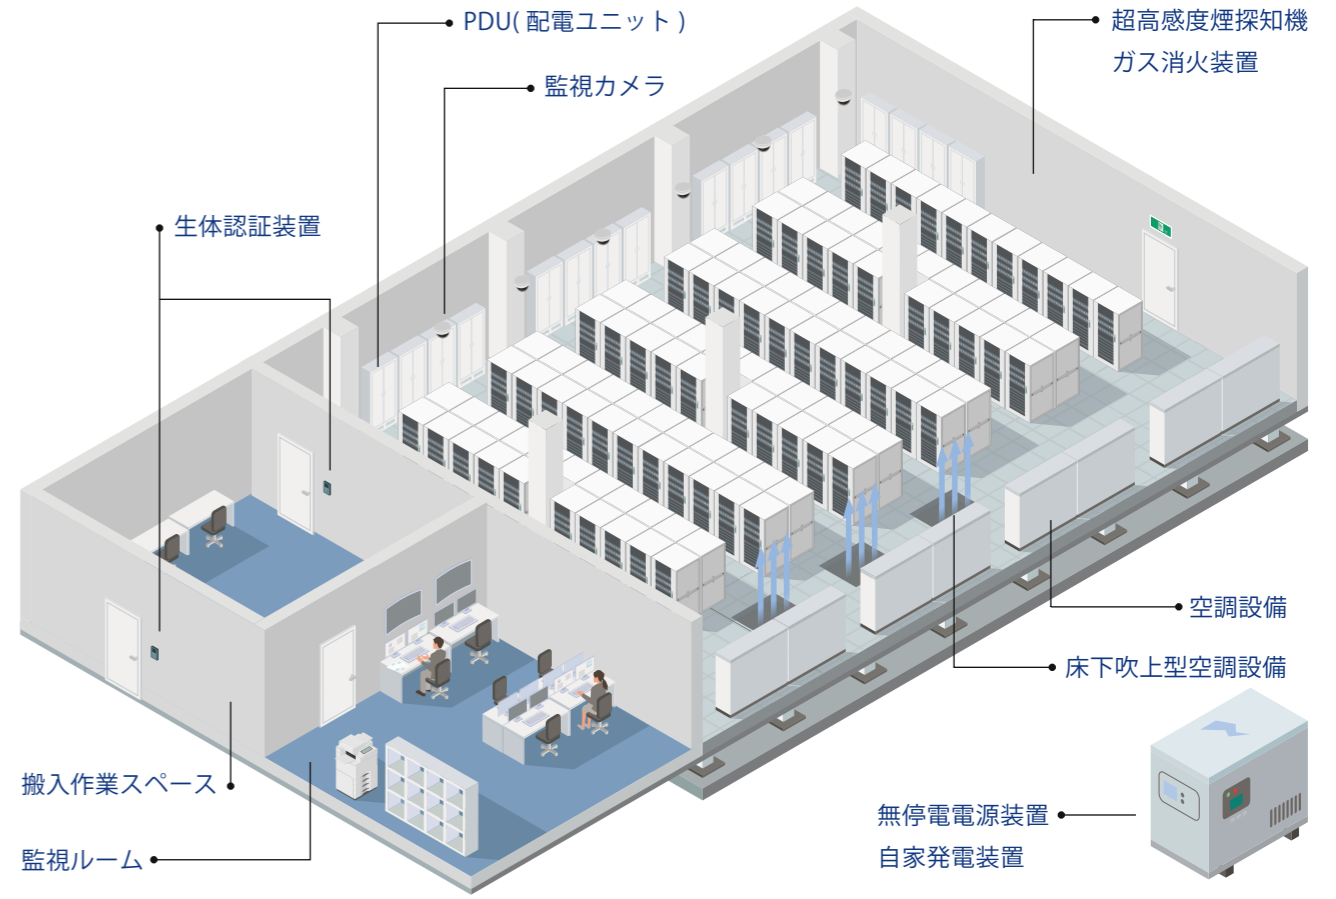 PDU( 配電ユニット )
超高感度煙探知機
ガス消火装置
監視カメラ
生体認証装置
空調設備
床下吹上型空調設備
搬入作業スペース
無停電電源装置
監視ルーム
自家発電装置